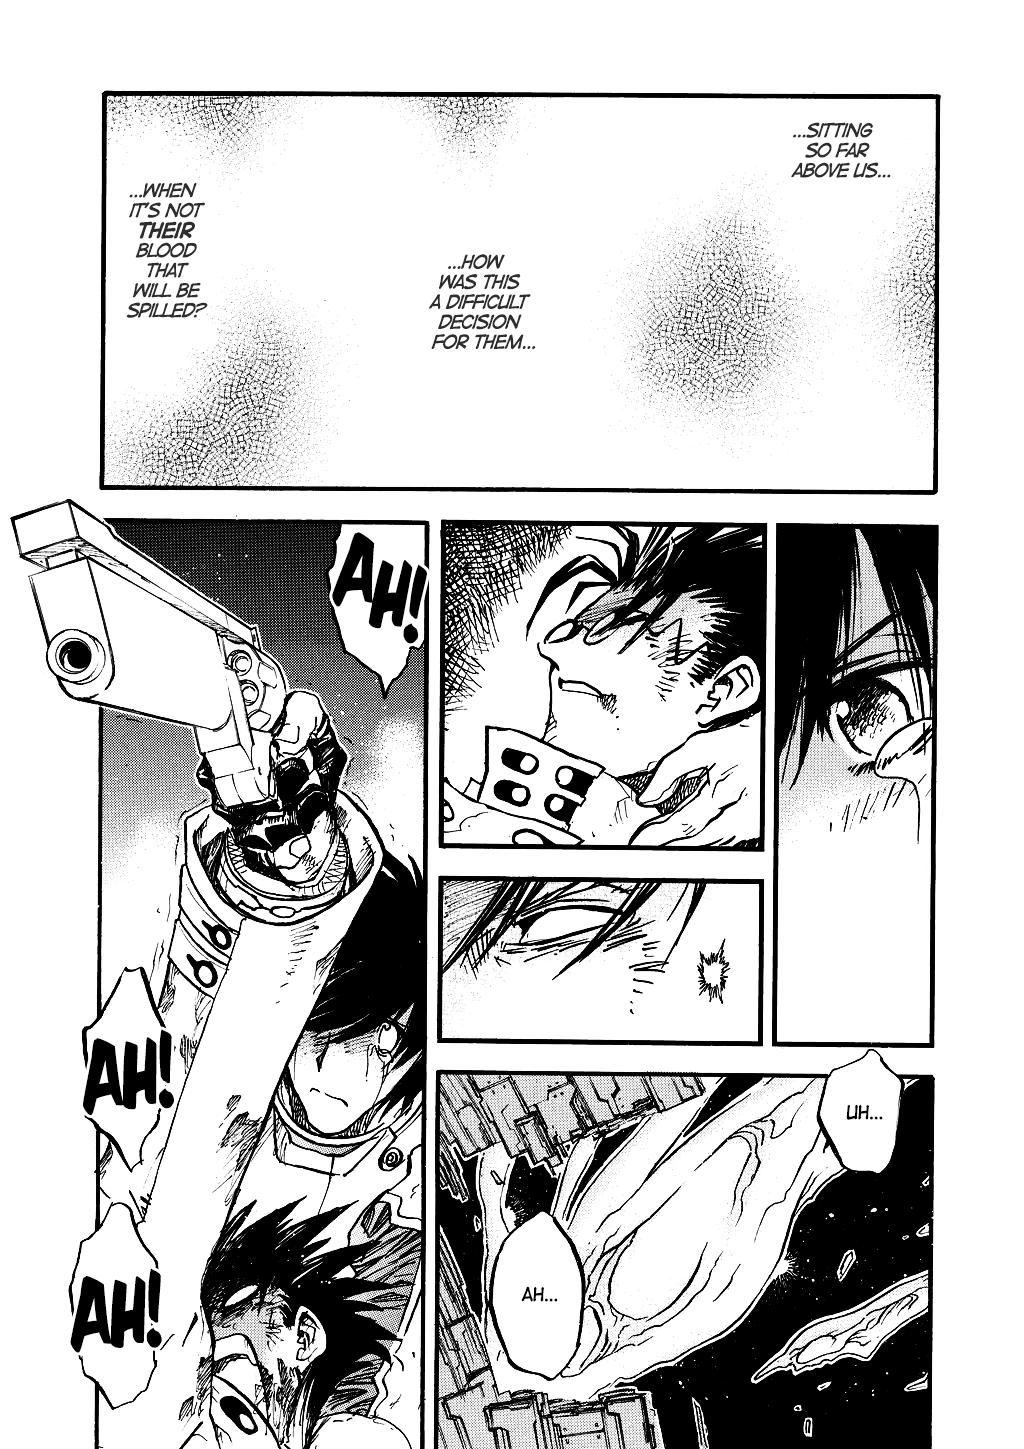 ...SITTING
SO FAR
ABOVE US...
...HOW
WAS THIS
A DIFFICULT
DECISION
FOR THEM...
...WHEN
IT'S NOT
THEIR
BLOOD
THAT
WILL BE
SPILLED?
UH...
AH...
AH!
AH!
AH!